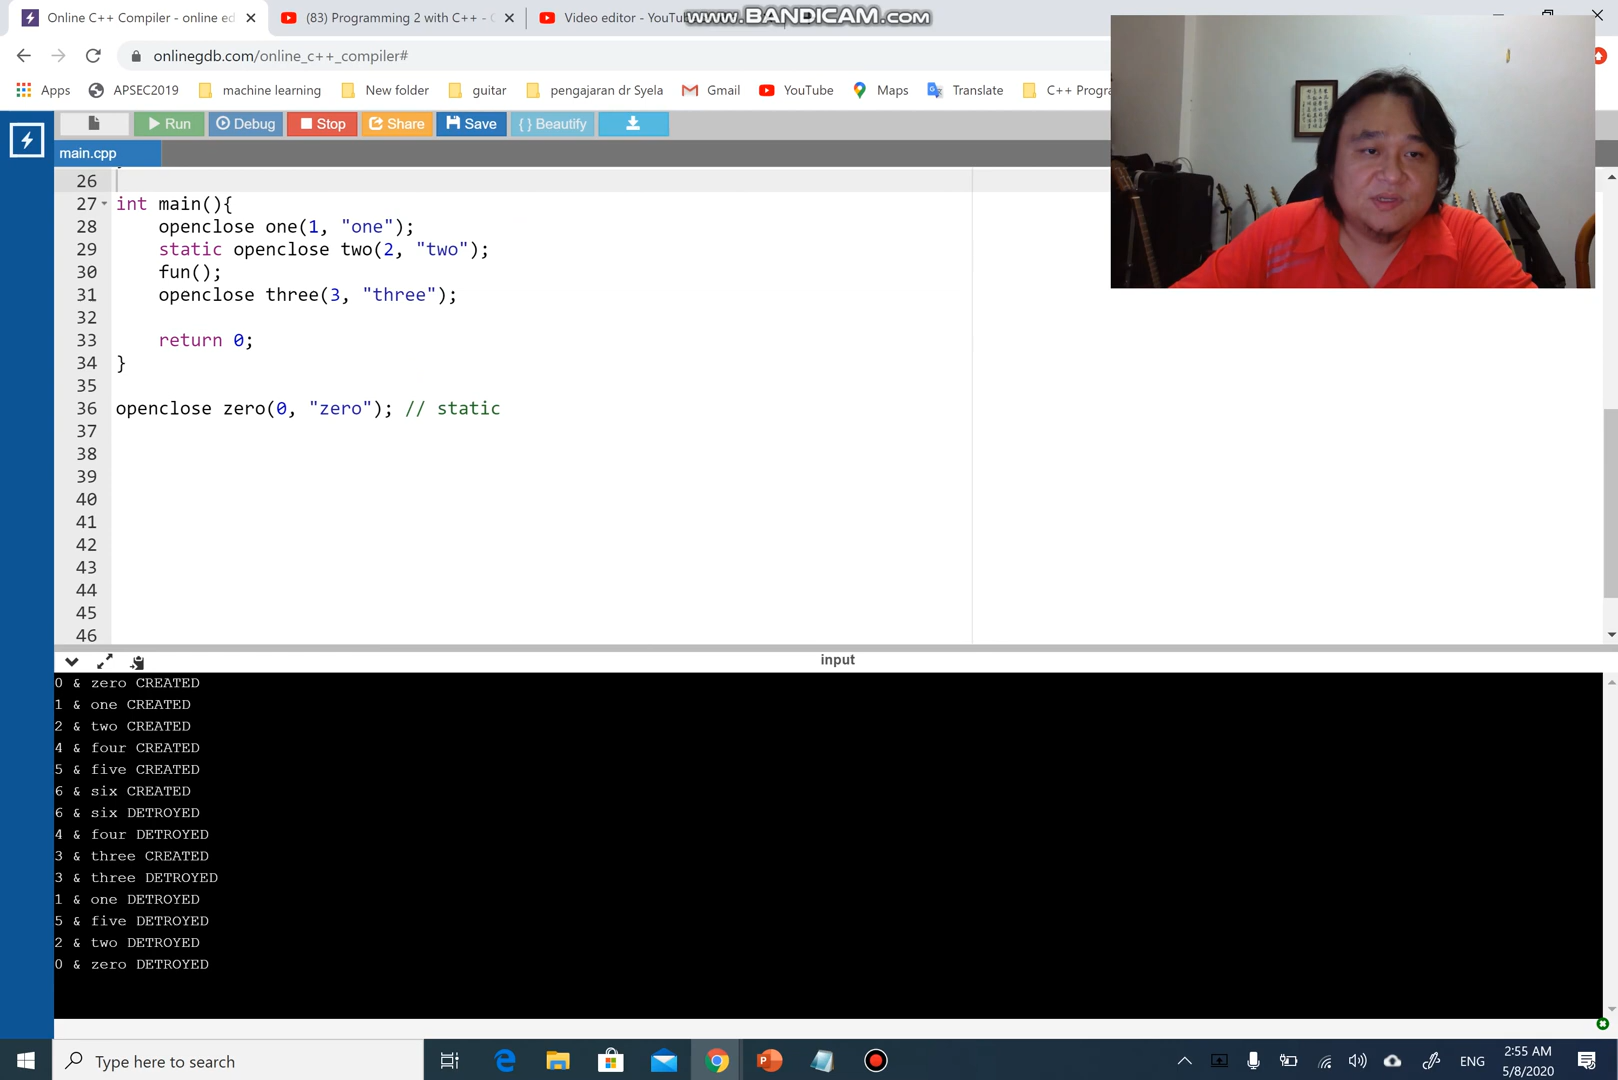 Online C++ Compiler - online ed
(83) Programming 2 with C++ - C
Video editor - YouTu
www.BANDICAM.com
onlinegdb.com/online_c++_compiler#
Apps
APSEC2019
machine learning
New folder
guitar
pengajaran dr Syela
Gmail
YouTube
Maps
Translate
C++ Progra
Run
Debug
Stop
Share
Save
{ } Beautify
main.cpp
26
27 int main(){
28 openclose one(1, "one");
29 static openclose two(2, "two");
30 fun();
31 openclose three(3, "three");
32
33 return 0;
34 }
35
36 openclose zero(0, "zero"); // static
37
38
39
40
41
42
43
44
45
46
input
0 & zero CREATED
1 & one CREATED
2 & two CREATED
4 & four CREATED
5 & five CREATED
6 & six CREATED
6 & six DETROYED
4 & four DETROYED
3 & three CREATED
3 & three DETROYED
1 & one DETROYED
5 & five DETROYED
2 & two DETROYED
0 & zero DETROYED
Type here to search
ENG
2:55 AM
5/8/2020